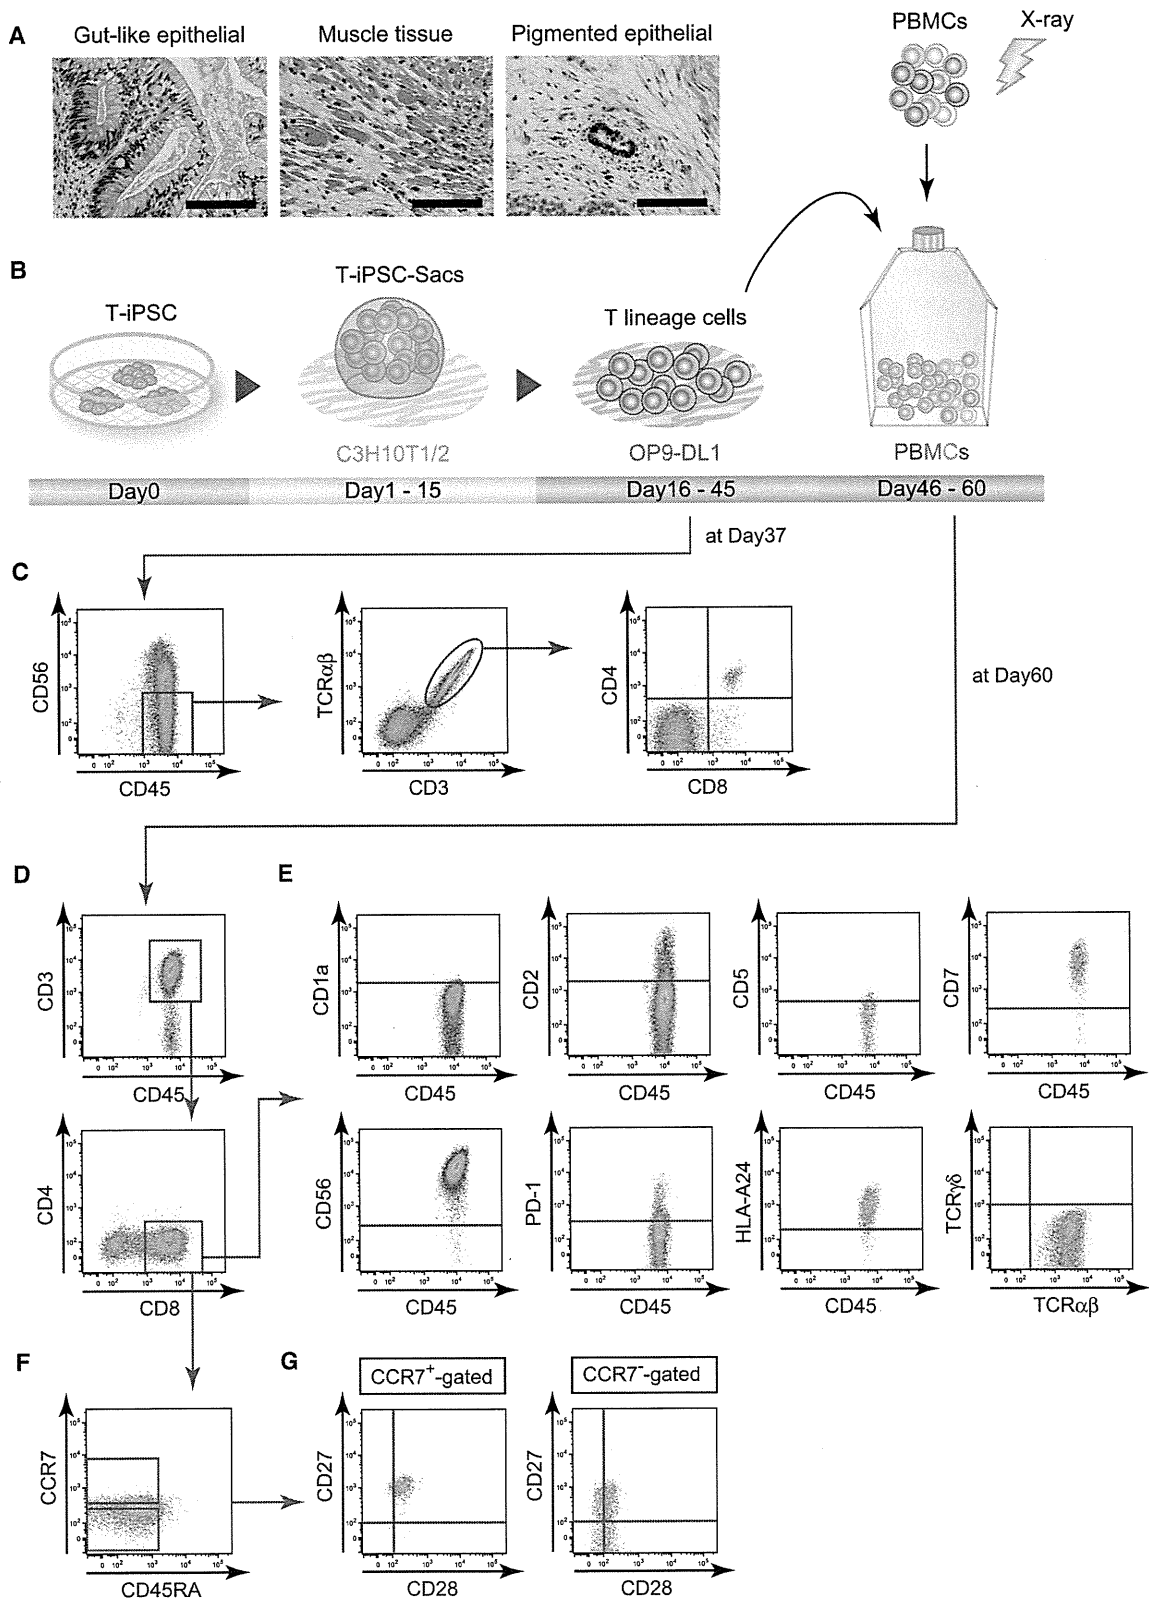 A
Gut-like epithelial
Muscle tissue
Pigmented epithelial
PBMCs
X-ray
B
T-iPSC
T-iPSC-Sacs
T lineage cells
C3H10T1/2
OP9-DL1
PBMCs
Day0
Day1 - 15
Day16 - 45
Day46 - 60
at Day37
at Day60
C
CD56
CD45
TCRαβ
CD3
CD4
CD8
D
CD3
CD45
CD4
CD8
E
CD1a
CD45
CD2
CD45
CD5
CD45
CD7
CD45
CD56
CD45
PD-1
CD45
HLA-A24
CD45
TCRγδ
TCRαβ
F
CCR7
CD45RA
G
CCR7⁺-gated
CD27
CD28
CCR7⁻-gated
CD27
CD28